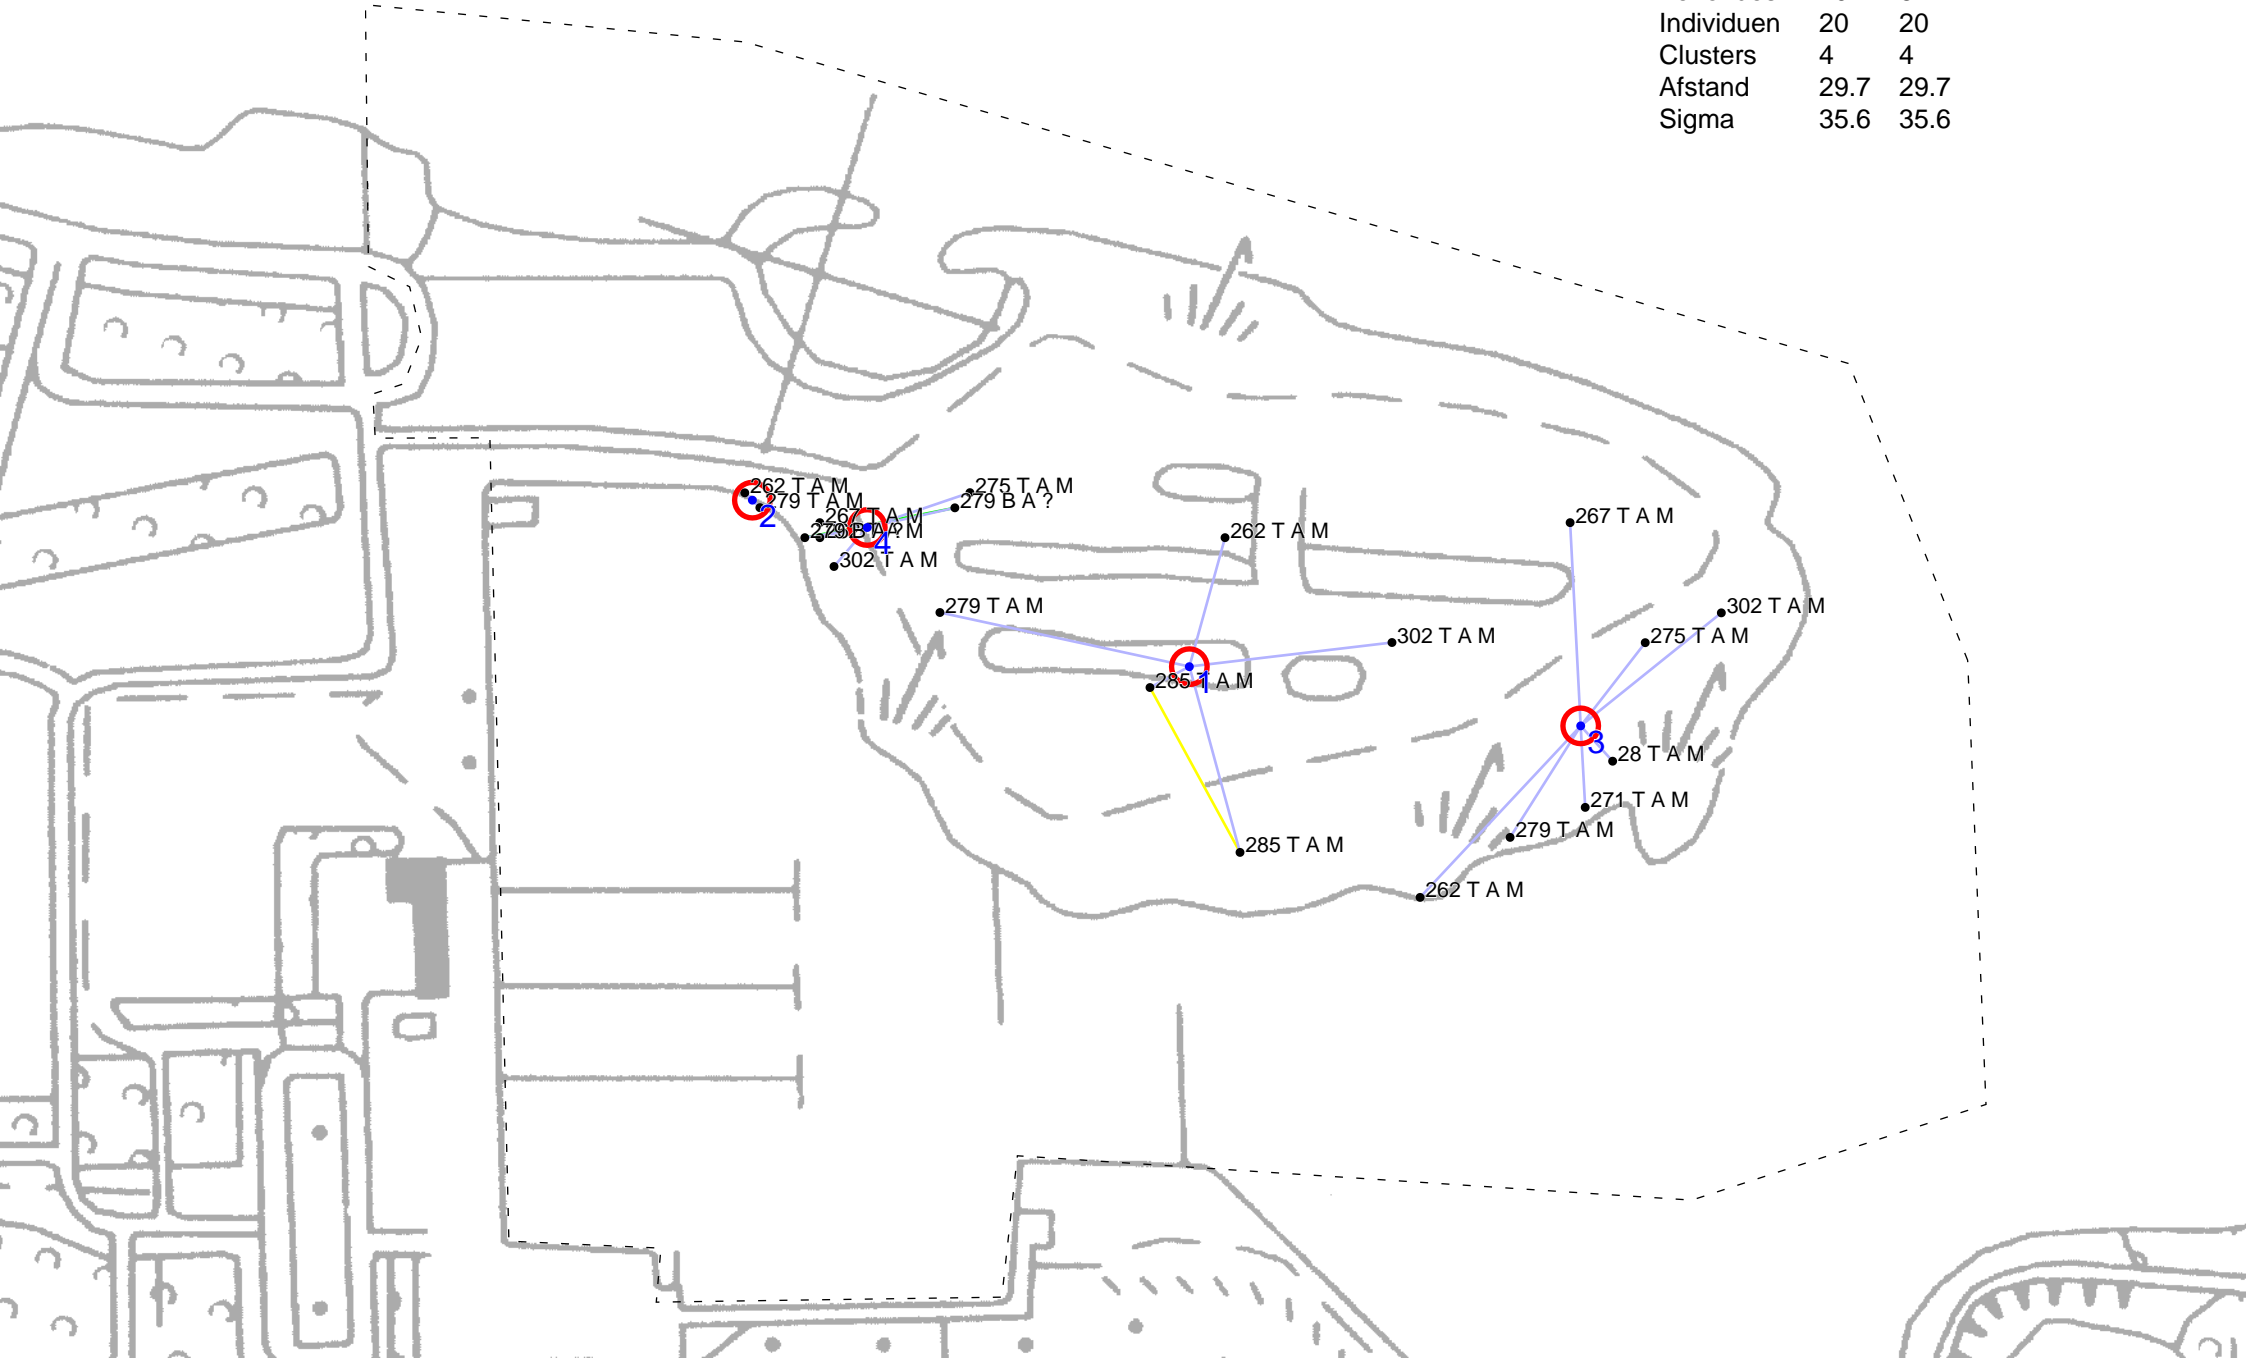 Individuen 20 20
Clusters 4 4
Afstand 29.7 29.7
Sigma 35.6 35.6
262 T A M
275 T A M
279 T A M
279 B A ?
2
267 T A M
267 T A M
262 T A M
4
302 T A M
279 T A M
302 T A M
302 T A M
275 T A M
285 T A M
1
3
28 T A M
271 T A M
279 T A M
285 T A M
262 T A M